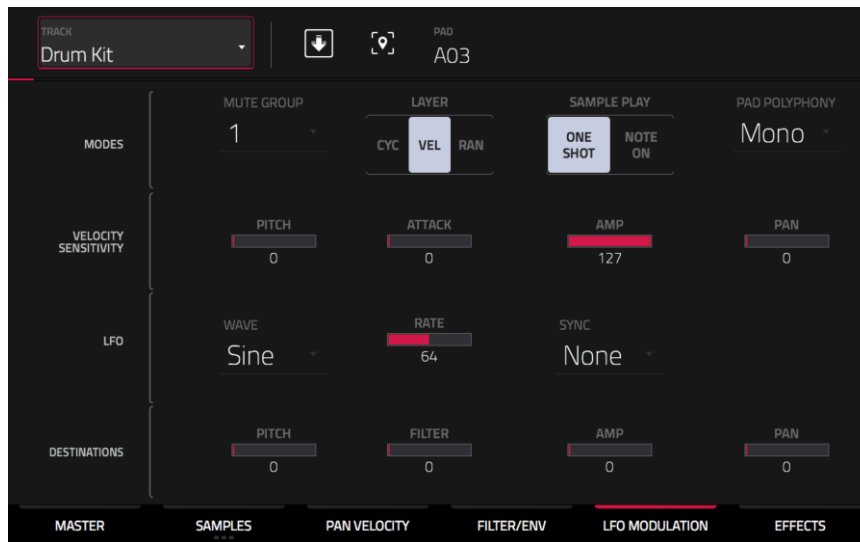 TRACK
Drum Kit
PAD
A03
MODES
MUTE GROUP
1
LAYER
CYC VEL RAN
SAMPLE PLAY
ONE SHOT
NOTE ON
PAD POLYPHONY
Mono
VELOCITY
SENSITIVITY
PITCH
0
ATTACK
0
AMP
127
PAN
0
LFO
WAVE
Sine
RATE
64
SYNC
None
DESTINATIONS
PITCH
0
FILTER
0
AMP
0
PAN
0
MASTER SAMPLES PAN VELOCITY FILTER/ENV LFO MODULATION EFFECTS